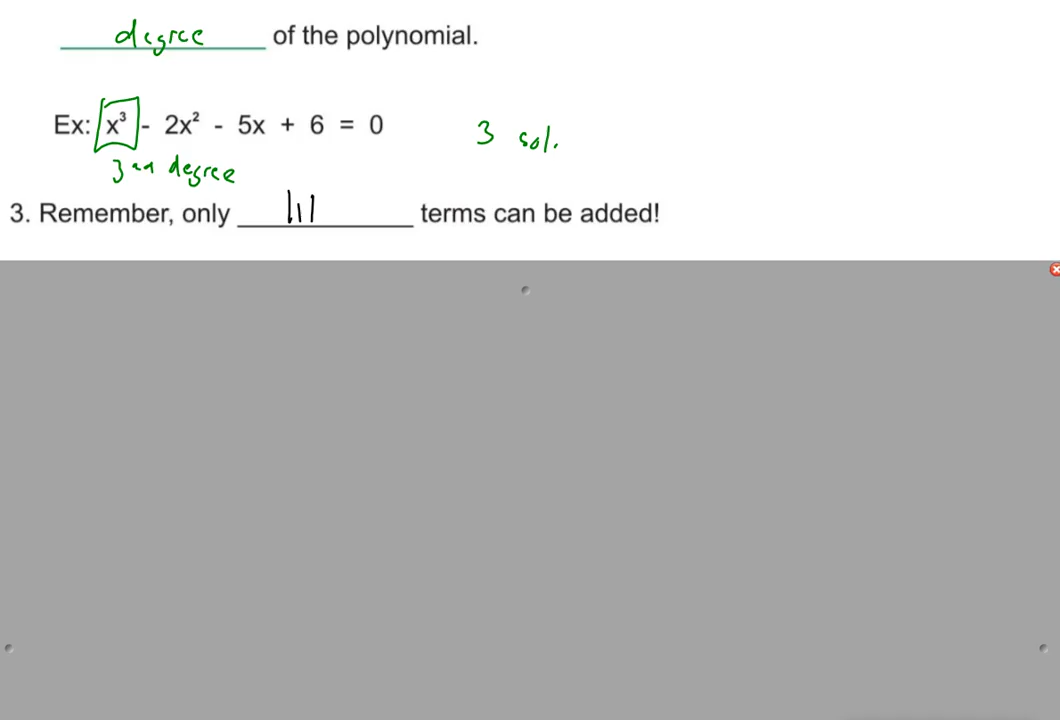 degree of the polynomial.
Ex: x³ - 2x² - 5x + 6 = 0 3 sol.
3rd degree
3. Remember, only terms can be added!